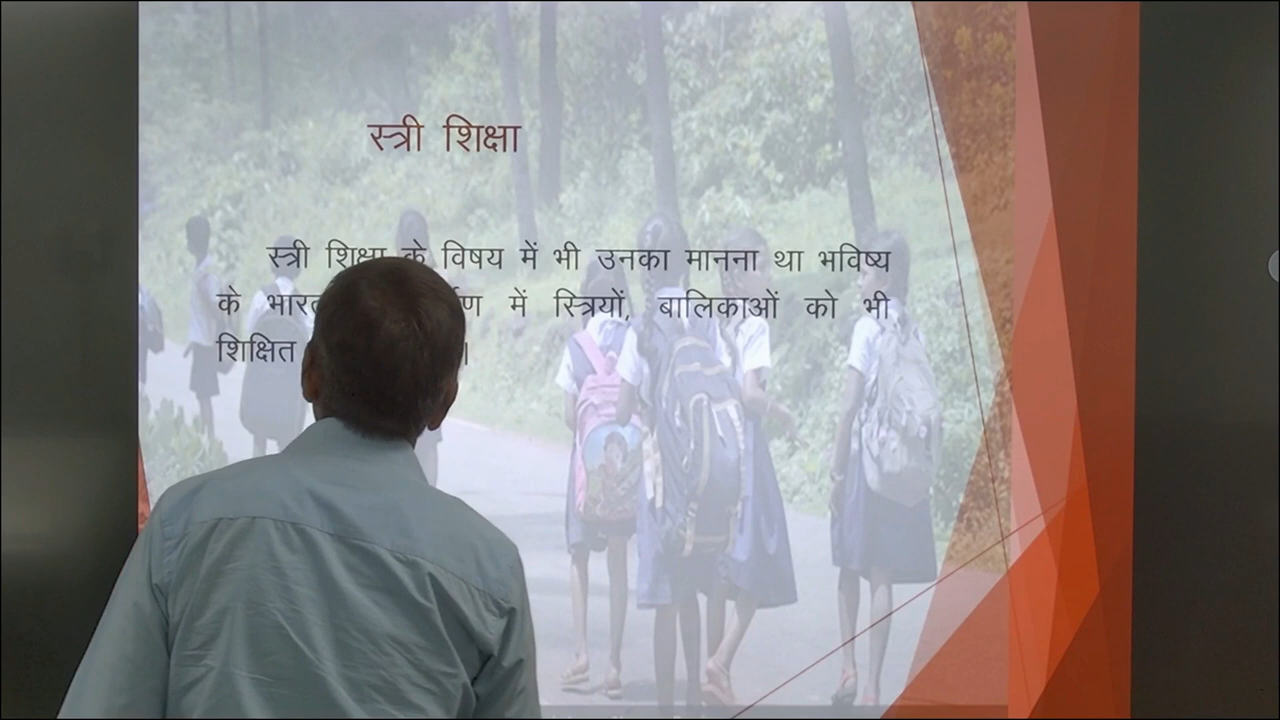 स्त्री शिक्षा
स्त्री शिक्षा के विषय में भी उनका मानना था भविष्य
के में स्त्रियों, बालिकाओं को भी
शिक्षित ।